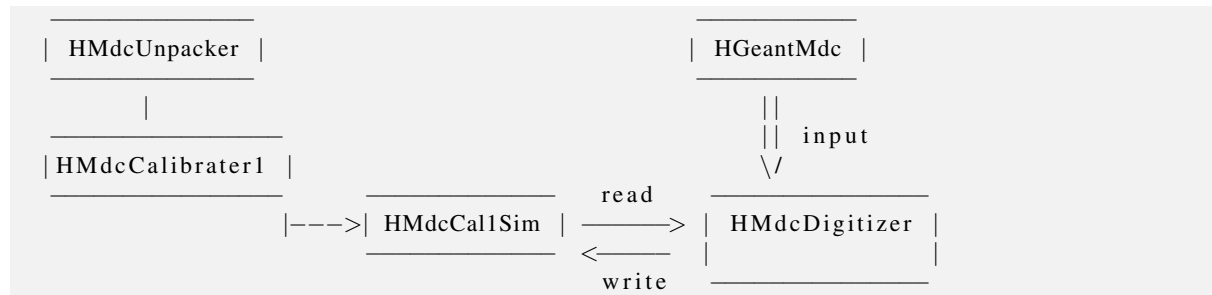 HMdcUnpacker HGeantMdc
input
HMdcCalibrater1
read
HMdcCal1Sim HMdcDigitizer
write